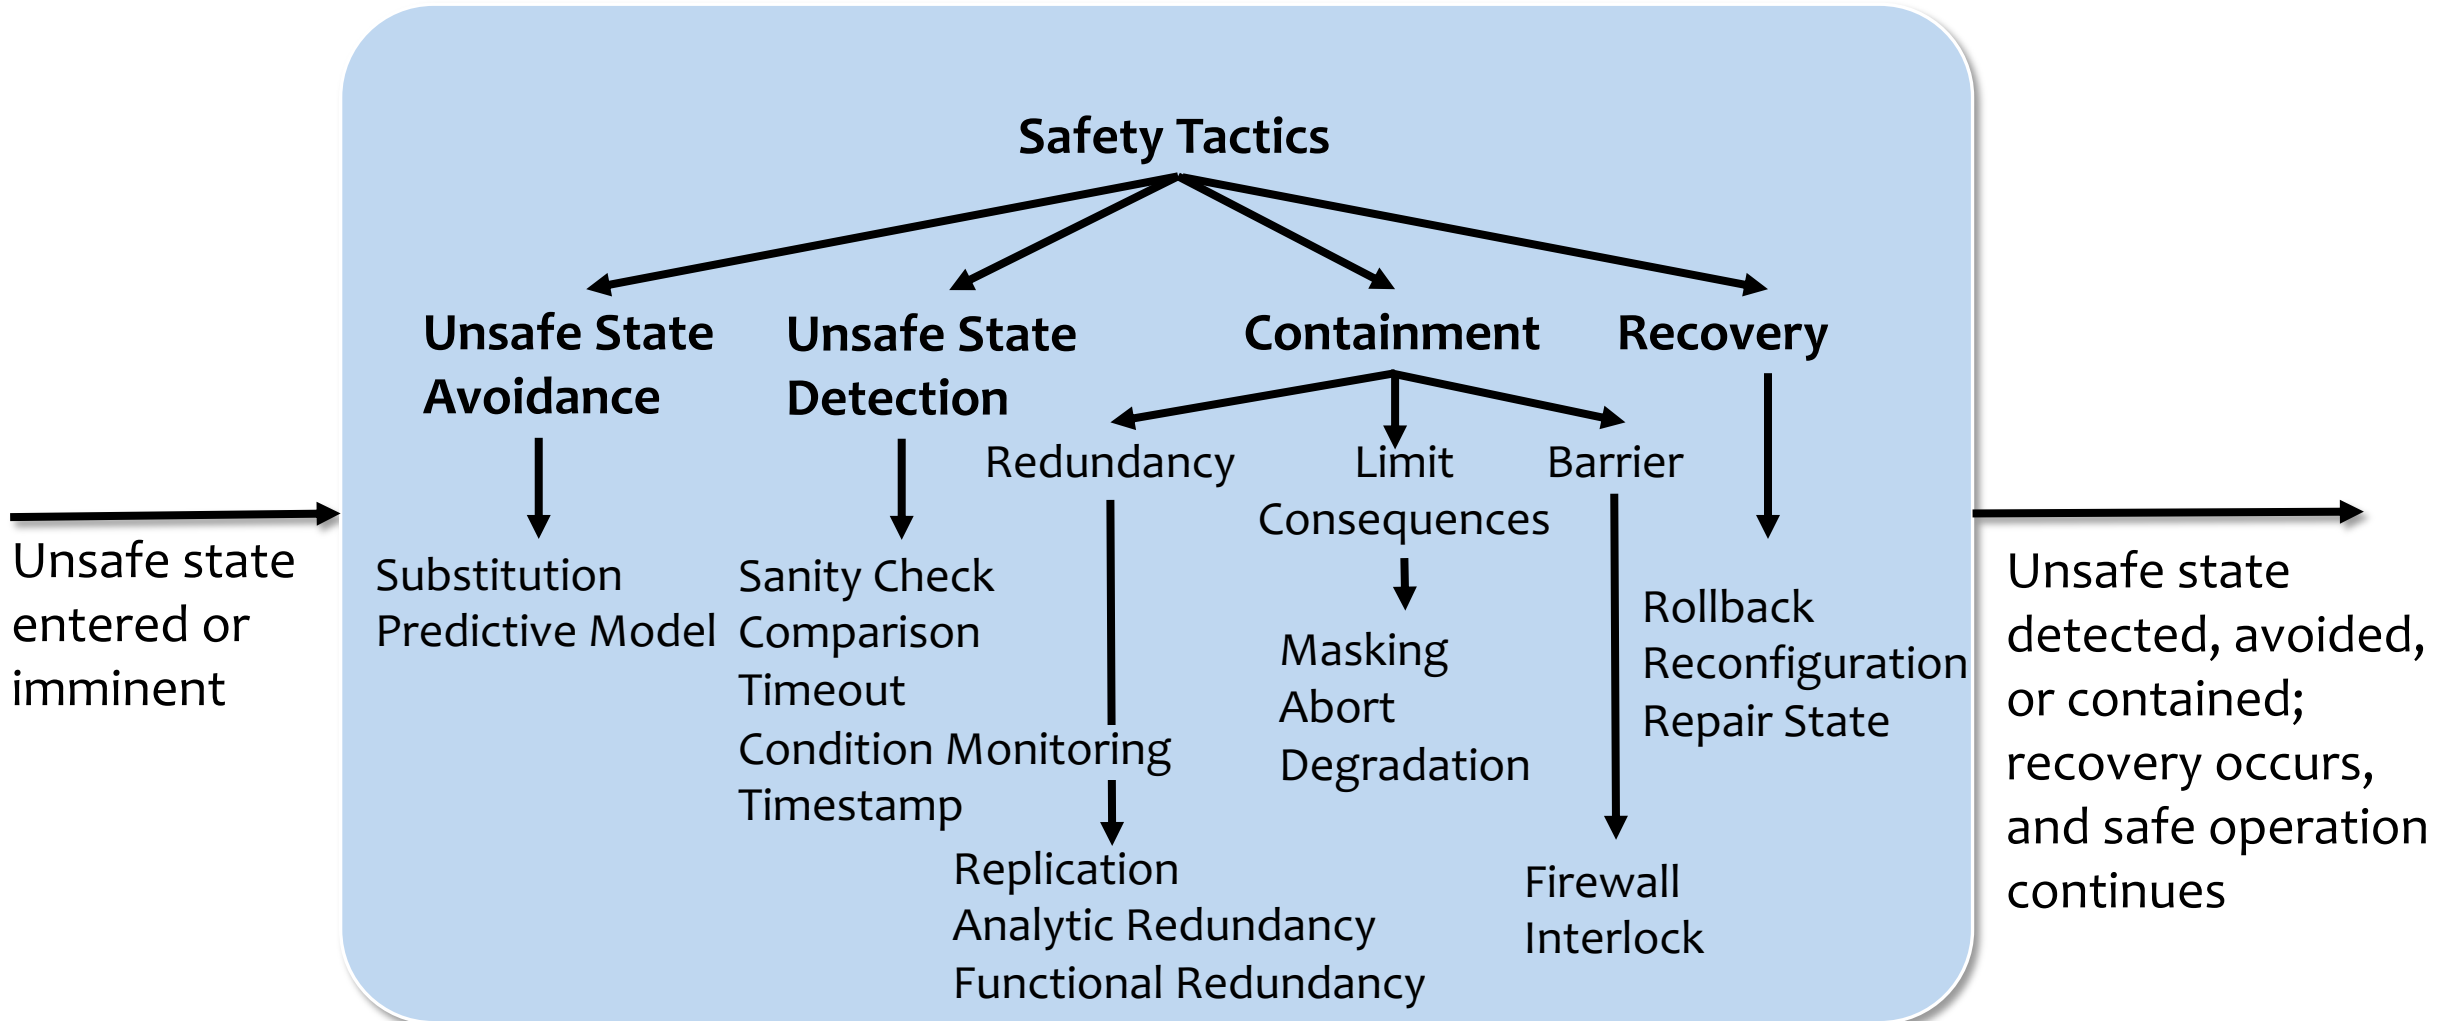 Safety Tactics
Unsafe State
Avoidance
Unsafe State
Detection
Containment
Recovery
Redundancy
Limit
Consequences
Barrier
Unsafe state
entered or
imminent
Substitution
Predictive Model
Sanity Check
Comparison
Timeout
Condition Monitoring
Timestamp
Replication
Analytic Redundancy
Functional Redundancy
Masking
Abort
Degradation
Firewall
Interlock
Rollback
Reconfiguration
Repair State
Unsafe state
detected, avoided,
or contained;
recovery occurs,
and safe operation
continues